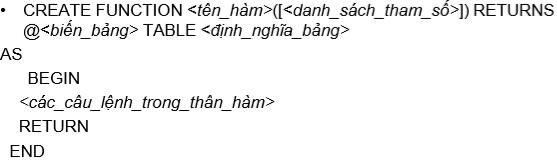 • CREATE FUNCTION <tên_hàm>([<danh_sách_tham_số>]) RETURNS
@<biến_bảng> TABLE <định_nghĩa_bảng>
AS
BEGIN
<các_câu_lệnh_trong_thân_hàm>
RETURN
END